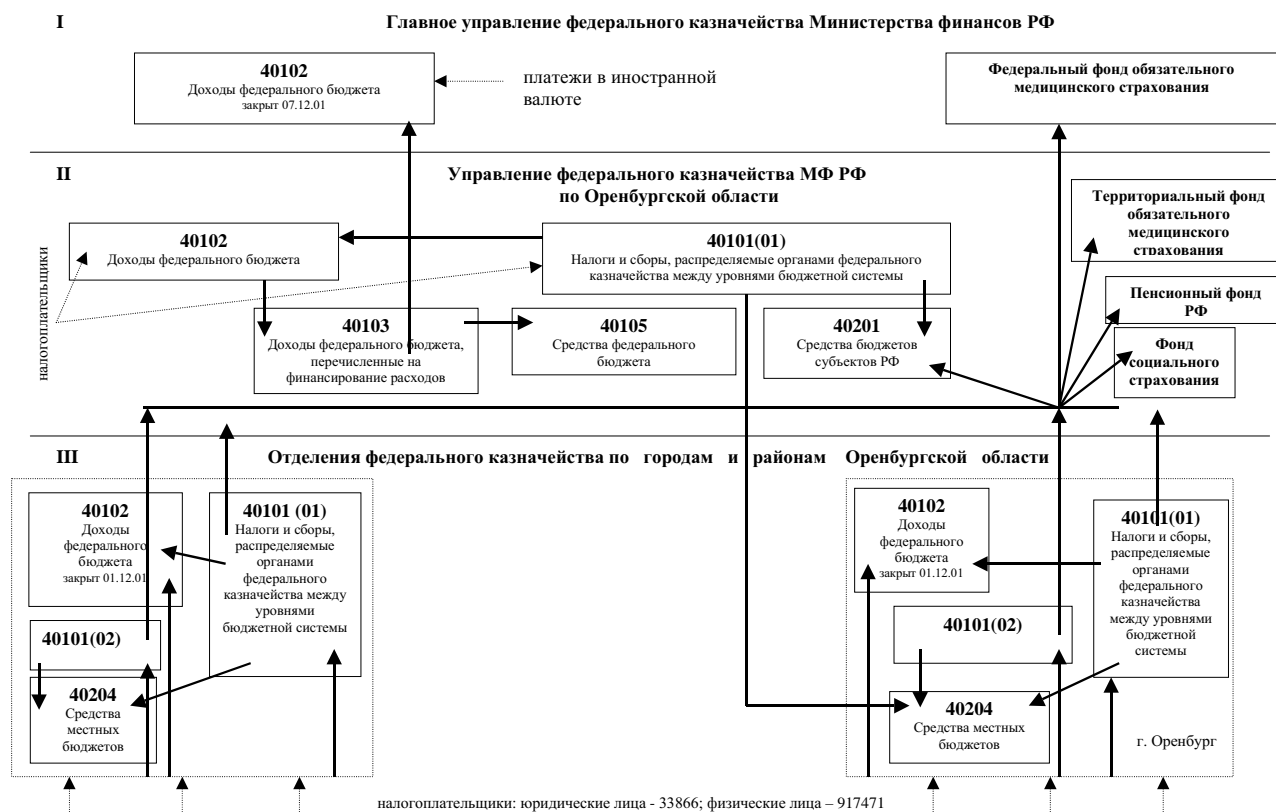 I Главное управление федерального казначейства Министерства финансов РФ
40102
Доходы федерального бюджета
закрыт 07.12.01
платежи в иностранной
валюте
Федеральный фонд обязательного
медицинского страхования
II Управление федерального казначейства МФ РФ
по Оренбургской области
налогоплательщики
40102
Доходы федерального бюджета
40101(01)
Налоги и сборы, распределяемые органами федерального
казначейства между уровнями бюджетной системы
Территориальный фонд
обязательного
медицинского
страхования
40103
Доходы федерального бюджета,
перечисленные на
финансирование расходов
40105
Средства федерального
бюджета
40201
Средства бюджетов
субъектов РФ
Пенсионный фонд
РФ
Фонд
социального
страхования
III Отделения федерального казначейства по городам и районам Оренбургской области
40102
Доходы
федерального
бюджета
закрыт 01.12.01
40101 (01)
Налоги и сборы,
распределяемые
органами
федерального
казначейства между
уровнями
бюджетной системы
40101(02)
40204
Средства
местных
бюджетов
40102
Доходы
федерального
бюджета
закрыт 01.12.01
40101(01)
Налоги и сборы,
распределяемые
органами
федерального
казначейства
между уровнями
бюджетной
системы
40101(02)
40204
Средства местных
бюджетов
г. Оренбург
налогоплательщики: юридические лица - 33866; физические лица – 917471